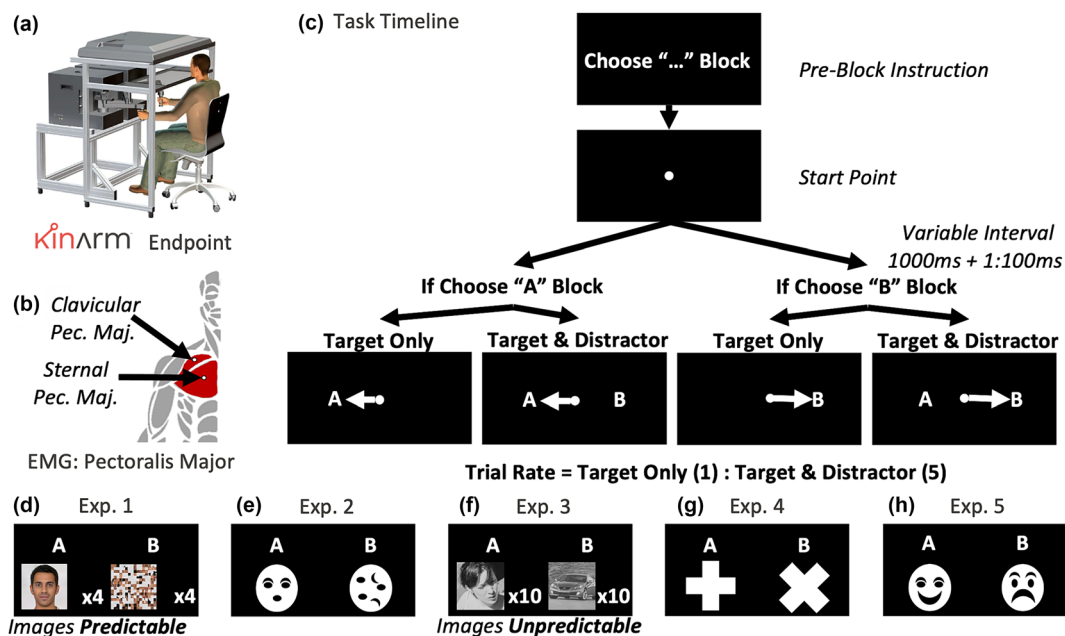 (a)
KINARM Endpoint
(b)
Clavicular
Pec. Maj.
Sternal
Pec. Maj.
EMG: Pectoralis Major
(c) Task Timeline
Choose “...” Block
Pre-Block Instruction
Start Point
Variable Interval
1000ms + 1:100ms
If Choose “A” Block
If Choose “B” Block
Target Only
Target & Distractor
Target Only
Target & Distractor
A
A B
B
A B
Trial Rate = Target Only (1) : Target & Distractor (5)
(d) Exp. 1
A B
x4 x4
Images Predictable
(e) Exp. 2
A B
(f) Exp. 3
A B
x10 x10
Images Unpredictable
(g) Exp. 4
A B
(h) Exp. 5
A B